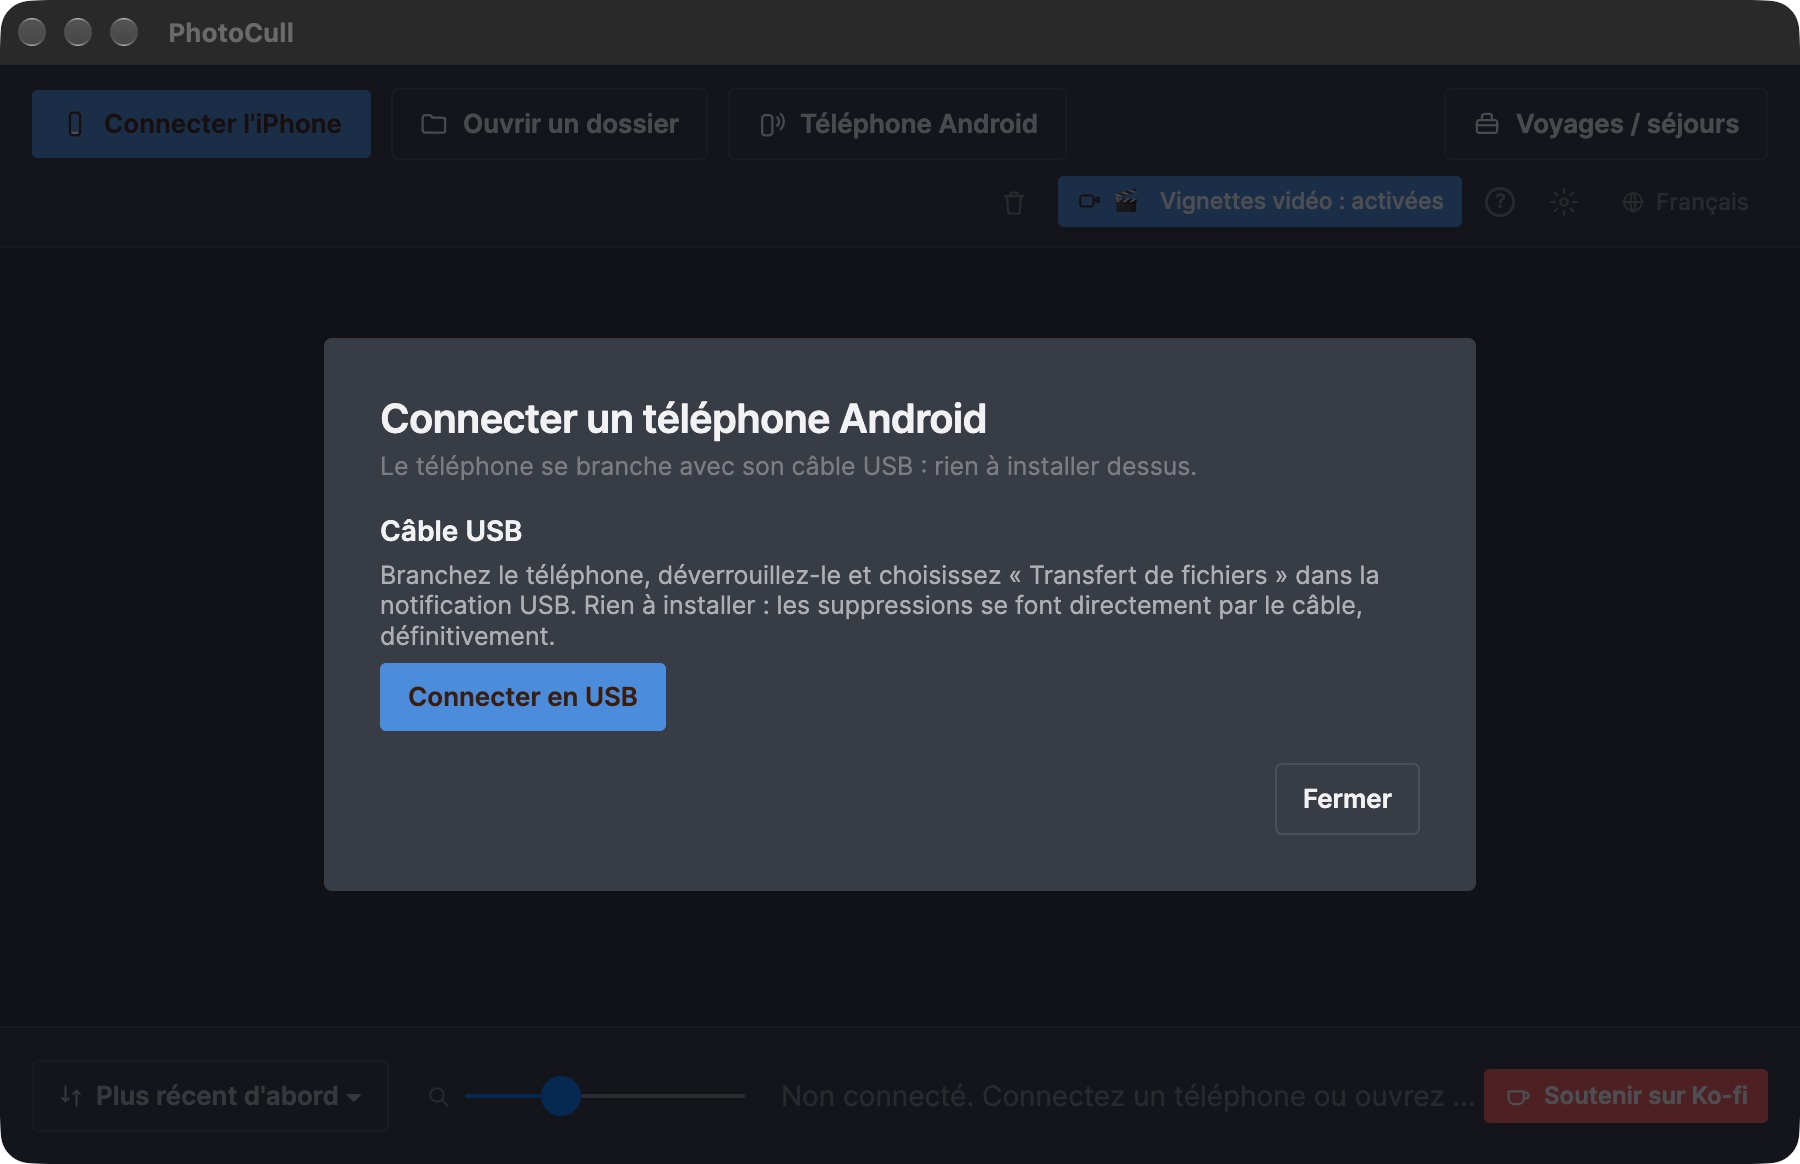 PhotoCull
Connecter l'iPhone
Ouvrir un dossier
Téléphone Android
Voyages / séjours
Vignettes vidéo : activées
Français
Connecter un téléphone Android
Le téléphone se branche avec son câble USB : rien à installer dessus.
Câble USB
Branchez le téléphone, déverrouillez-le et choisissez « Transfert de fichiers » dans la
notification USB. Rien à installer : les suppressions se font directement par le câble,
définitivement.
Connecter en USB
Fermer
Plus récent d'abord
Non connecté. Connectez un téléphone ou ouvrez ...
Soutenir sur Ko-fi